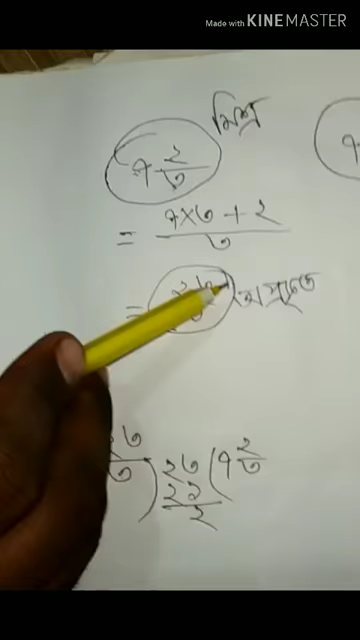 Made with KINEMASTER
৭ ২/৩ মিশ্র
= ৭×৩+২/৩
= অপ্রকৃত
২৩/৩) ২৩ (৭ ২/৩
২১
২